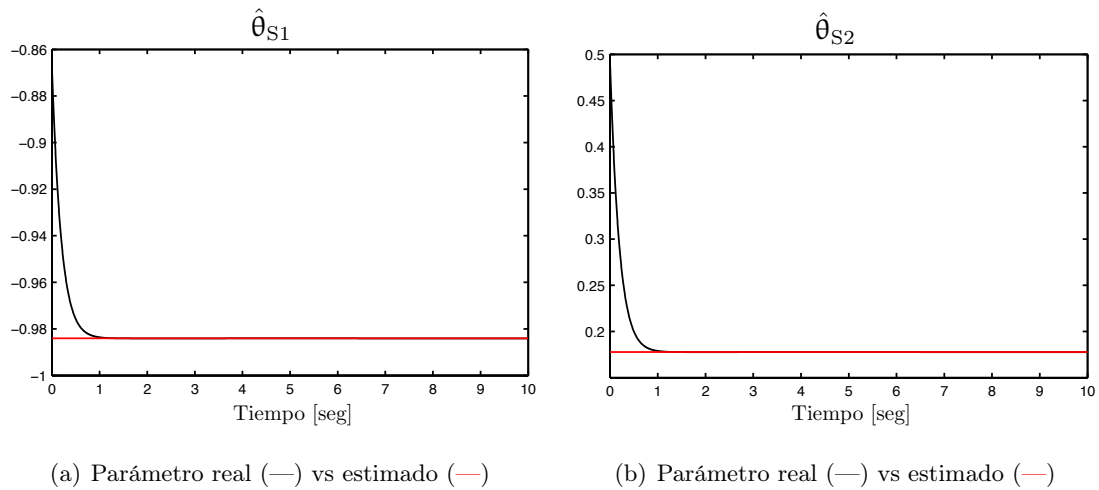 θ̂S1
−0.86
−0.88
−0.9
−0.92
−0.94
−0.96
−0.98
−1
0 1 2 3 4 5 6 7 8 9 10
Tiempo [seg]
(a) Parámetro real (—) vs estimado (—)
θ̂S2
0.5
0.45
0.4
0.35
0.3
0.25
0.2
0 1 2 3 4 5 6 7 8 9 10
Tiempo [seg]
(b) Parámetro real (—) vs estimado (—)